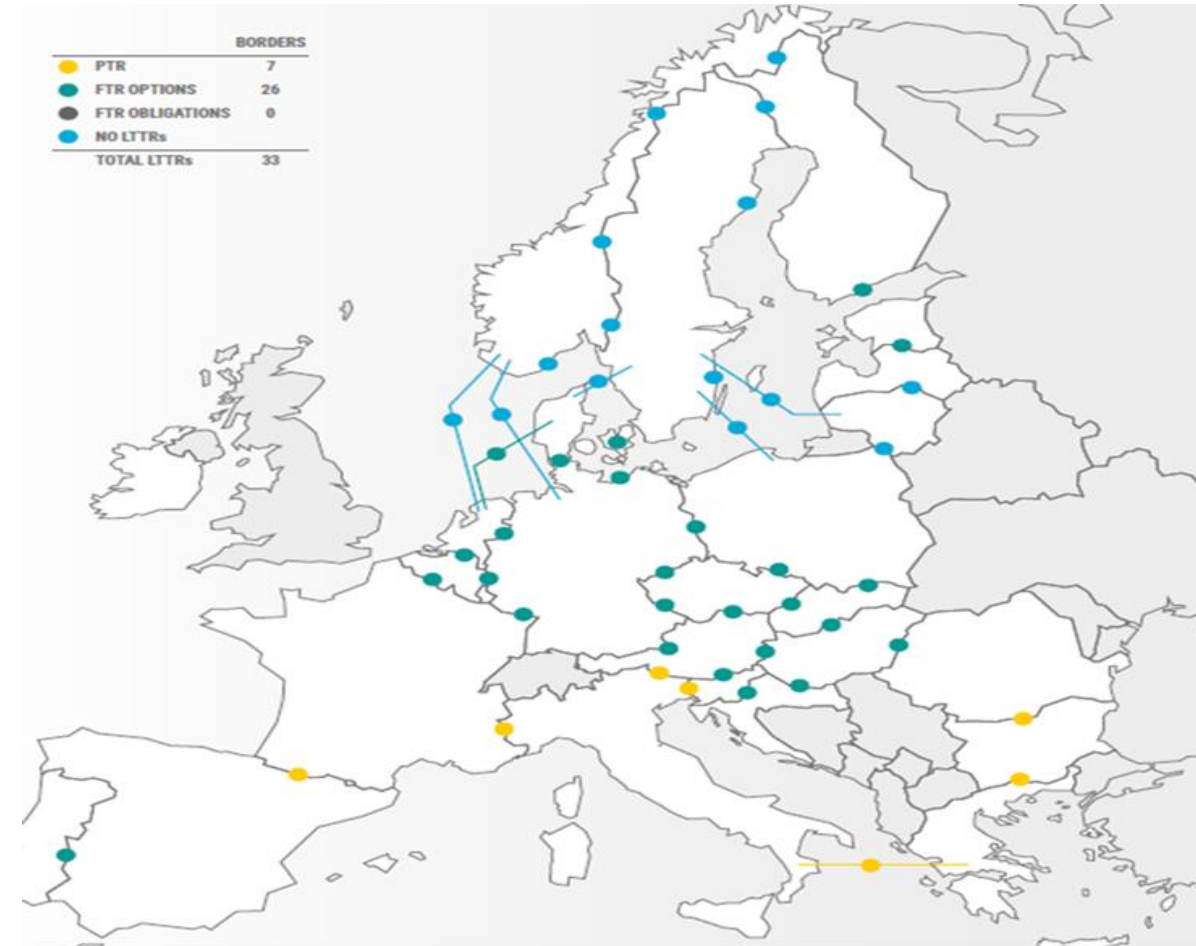 BORDERS
PTR 7
FTR OPTIONS 26
FTR OBLIGATIONS 0
NO LTTRs
TOTAL LTTRs 33